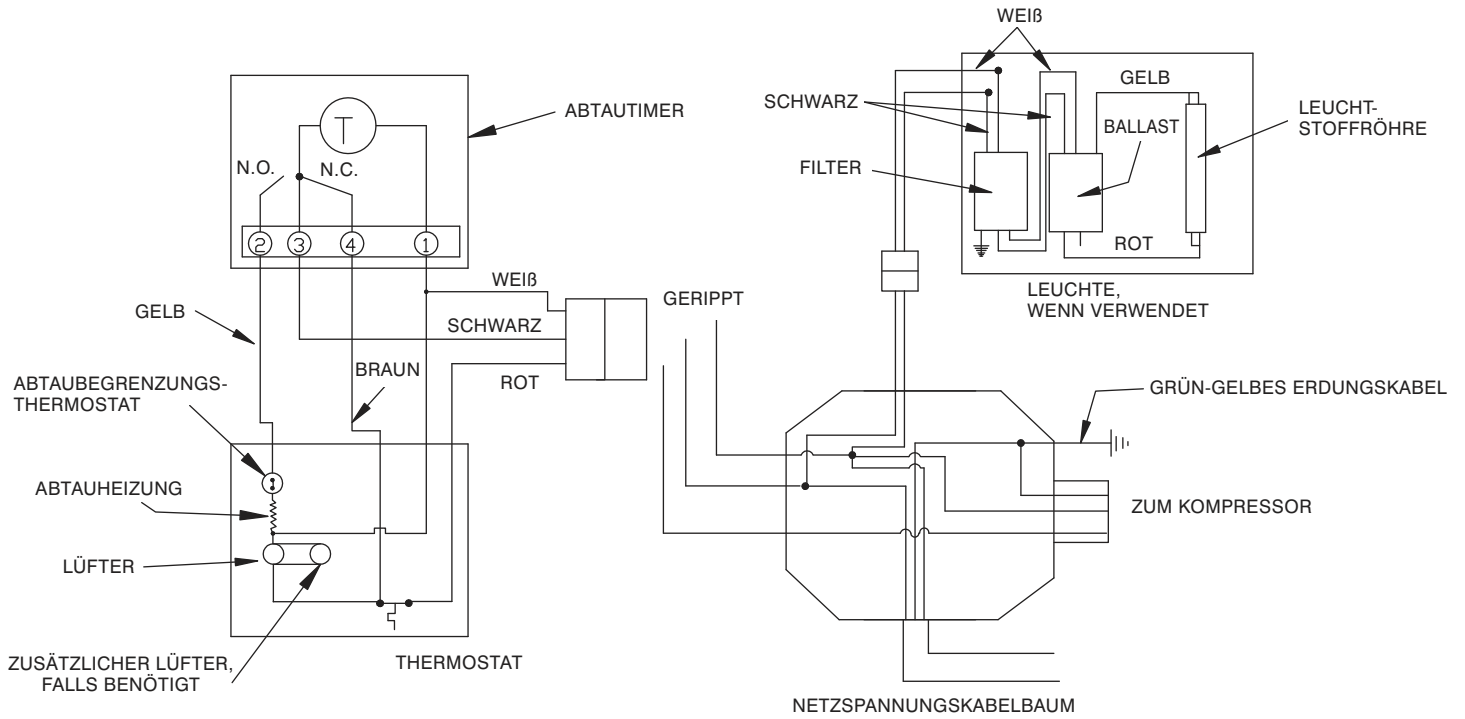 WEIß
GELB
SCHWARZ
LEUCHT-
STOFFRÖHRE
ABTAUTIMER
BALLAST
T
N.O.
N.C.
FILTER
2
3
4
1
ROT
WEIß
LEUCHTE,
WENN VERWENDET
GELB
SCHWARZ
GERIPPT
BRAUN
ROT
ABTAUBEGRENZUNGS-
THERMOSTAT
GRÜN-GELBES ERDUNGSKABEL
ABTAUHEIZUNG
ZUM KOMPRESSOR
LÜFTER
ZUSÄTZLICHER LÜFTER,
FALLS BENÖTIGT
THERMOSTAT
NETZSPANNUNGSKABELBAUM